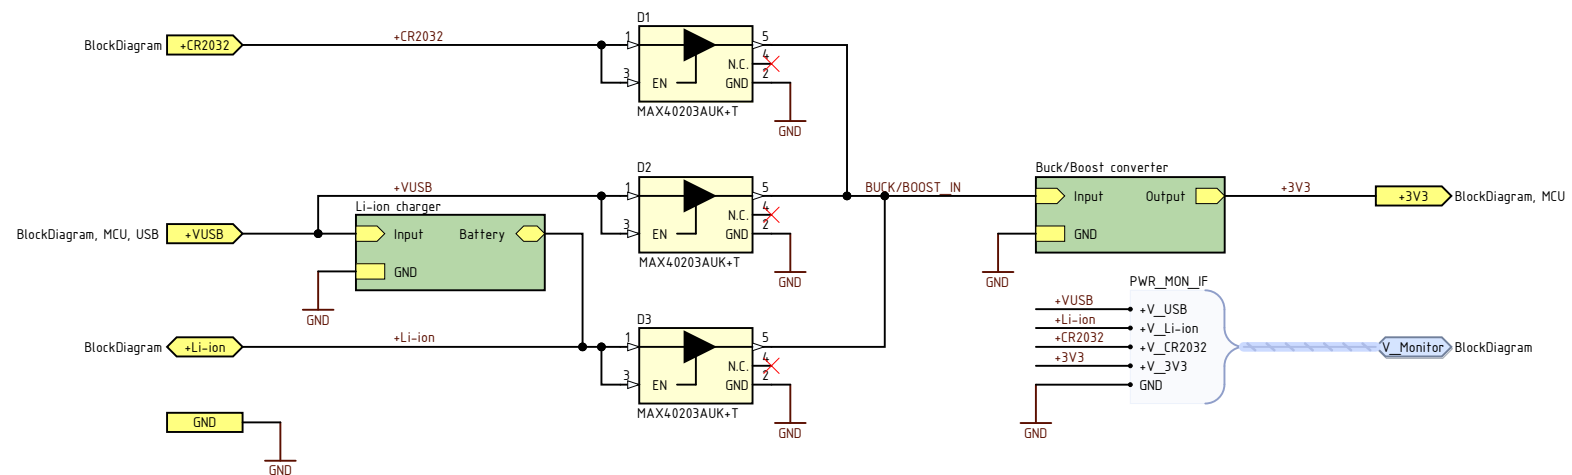 D1
BlockDiagram +CR2032 +CR2032 1 5
N.C. 4
3 EN GND 2
MAX40203AUK+T
GND
D2
Buck/Boost converter
+VUSB 1 5 BUCK/BOOST_IN Input Output +3V3 +3V3 BlockDiagram, MCU
Li-ion charger
N.C. 4
BlockDiagram, MCU, USB +VUSB Input Battery 3 EN GND 2 GND
MAX40203AUK+T
GND
GND GND
PWR_MON_IF
+VUSB +V_USB
GND
D3
+Li-ion +V_Li-ion
BlockDiagram +Li-ion +Li-ion 1 5 +CR2032 +V_CR2032 V_Monitor BlockDiagram
N.C. 4 +3V3 +V_3V3
3 EN GND 2 GND
MAX40203AUK+T
GND
GND GND
GND